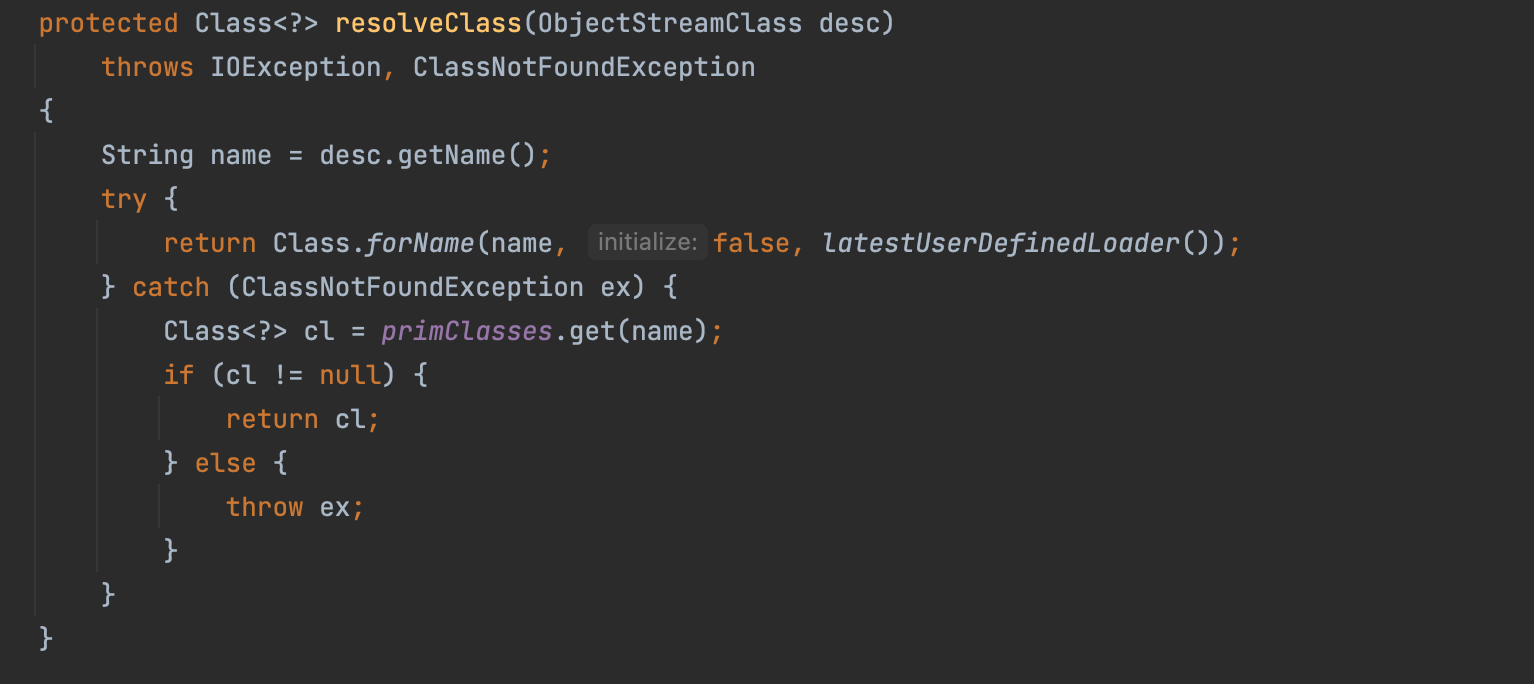 protected Class<?> resolveClass(ObjectStreamClass desc)
    throws IOException, ClassNotFoundException
{
    String name = desc.getName();
    try {
        return Class.forName(name, initialize: false, latestUserDefinedLoader());
    } catch (ClassNotFoundException ex) {
        Class<?> cl = primClasses.get(name);
        if (cl != null) {
            return cl;
        } else {
            throw ex;
        }
    }
}